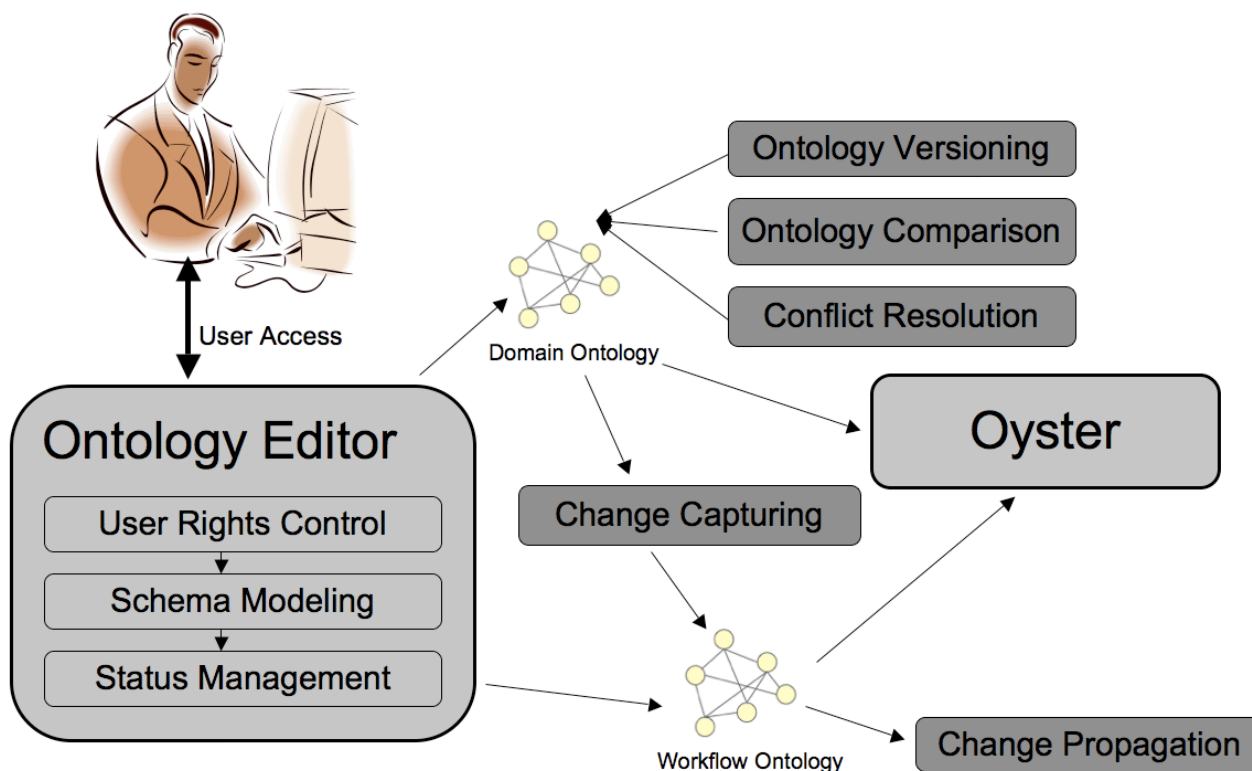 Ontology Versioning
Ontology Comparison
Conflict Resolution
User Access
Domain Ontology
Ontology Editor
User Rights Control
Schema Modeling
Status Management
Oyster
Change Capturing
Workflow Ontology
Change Propagation